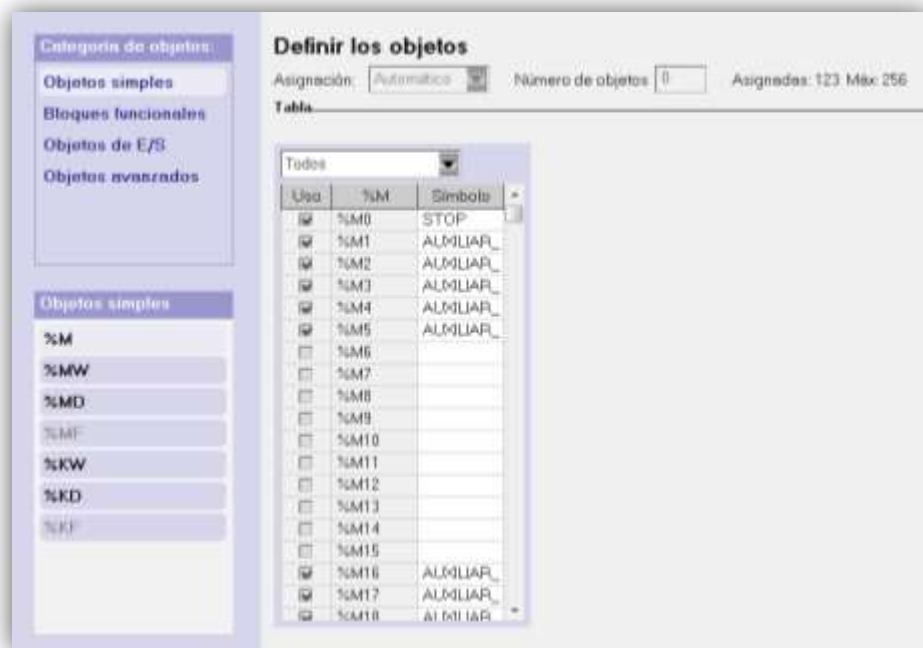 Categoría de objetos:
Objetos simples
Bloques funcionales
Objetos de E/S
Objetos avanzados
Objetos simples
%M
%MW
%MD
%MF
%KW
%KD
%KF
Definir los objetos
Asignación: Automático Número de objetos 0 Asignadas: 123 Máx: 256
Tabla
Todos
Usa %M Símbolo
%M0 STOP
%M1 AUXILIAR_
%M2 AUXILIAR_
%M3 AUXILIAR_
%M4 AUXILIAR_
%M5 AUXILIAR_
%M6
%M7
%M8
%M9
%M10
%M11
%M12
%M13
%M14
%M15
%M16 AUXILIAR_
%M17 AUXILIAR_
%M18 AUXILIAR_